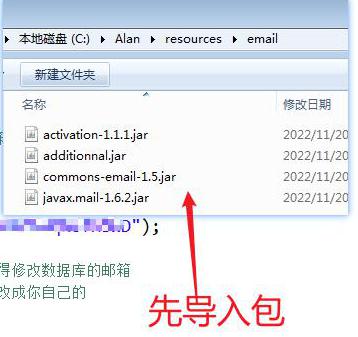 本地磁盘 (C:) ▸ Alan ▸ resources ▸ email
新建文件夹
名称 修改日期
activation-1.1.1.jar 2022/11/20
additionnal.jar 2022/11/20
commons-email-1.5.jar 2022/11/20
javax.mail-1.6.2.jar 2022/11/20
");
得修改数据库的邮箱
改成你自己的
先导入包